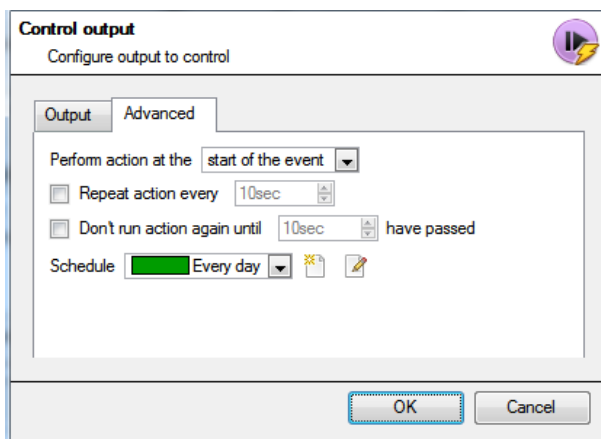 Control output
Configure output to control
Output Advanced
Perform action at the start of the event
Repeat action every 10sec
Don't run action again until 10sec have passed
Schedule Every day
OK Cancel